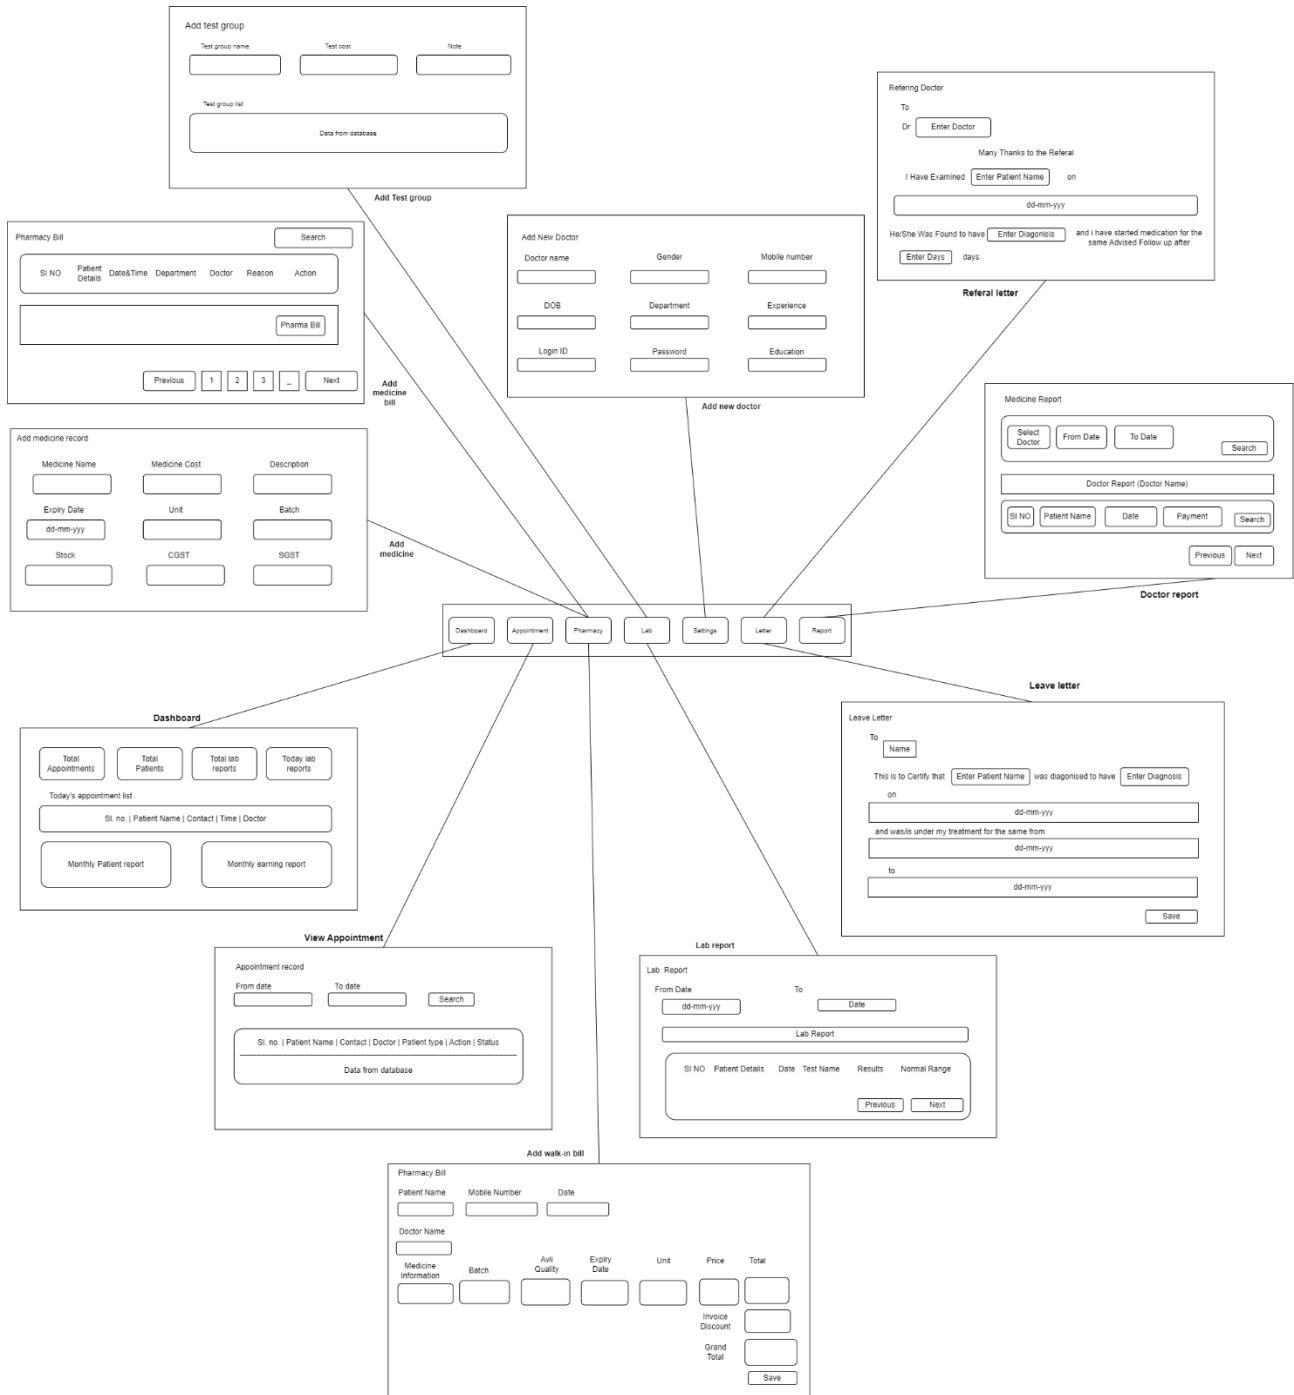 Add test group
Test group name Test cost Note
Test group list
Data from database
Add Test group
Refering Doctor
To
Dr Enter Doctor
Many Thanks to the Referal
I Have Examined Enter Patient Name on
dd-mm-yyy
He/She Was Found to have Enter Diagonisis and i have started medication for the
same Advised Follow up after
Enter Days days
Referal letter
Pharmacy Bill Search
SI NO Patient Details Date&Time Department Doctor Reason Action
Pharma Bill
Previous 1 2 3 _ Next
Add medicine bill
Add New Doctor
Doctor name Gender Mobile number
DOB Department Experience
Login ID Password Education
Add new doctor
Medicine Report
Select Doctor From Date To Date
Search
Doctor Report (Doctor Name)
SI NO Patient Name Date Payment Search
Previous Next
Doctor report
Add medicine record
Medicine Name Medicine Cost Description
Expiry Date Unit Batch
dd-mm-yyy
Stock CGST SGST
Add medicine
Dashboard Appointment Pharmacy Lab Settings Letter Report
Dashboard
Total Appointments Total Patients Total lab reports Today lab reports
Today's appointment list
Sl. no. | Patient Name | Contact | Time | Doctor
Monthly Patient report Monthly earning report
Leave letter
Leave Letter
To
Name
This is to Certify that Enter Patient Name was diagonised to have Enter Diagnosis
on
dd-mm-yyy
and was/is under my treatment for the same from
dd-mm-yyy
to
dd-mm-yyy
Save
View Appointment
Appointment record
From date To date
Search
Sl. no. | Patient Name | Contact | Doctor | Patient type | Action | Status
Data from database
Lab report
Lab Report
From Date To
dd-mm-yyy Date
Lab Report
SI NO Patient Details Date Test Name Results Normal Range
Previous Next
Add walk-in bill
Pharmacy Bill
Patient Name Mobile Number Date
Doctor Name
Medicine Information Batch Avii Quality Expiry Date Unit Price Total
Invoice Discount
Grand Total
Save